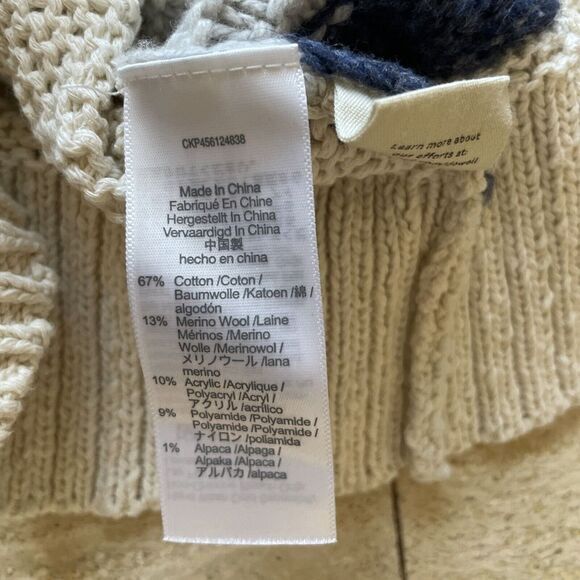 CKP456124838
Made In China
Fabriqué En Chine
Hergestellt In China
Vervaardigd In China
中国製
hecho en china
67% Cotton /Coton/
Baumwolle /Katoen /綿/
algodón
13% Merino Wool /Laine
Mérinos /Merino
Wolle /Merinowol /
メリノウール /lana
merino
10% Acrylic /Acrylique /
Polyacryl /Acryl /
アクリル /acrílico
9% Polyamide /Polyamide /
Polyamide /Polyamide /
ナイロン /poliamida
1% Alpaca /Alpaga /
Alpaka /Alpaca /
アルパカ /alpaca
Learn more about
our efforts at: